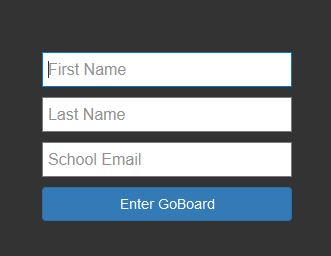 First Name
Last Name
School Email
Enter GoBoard